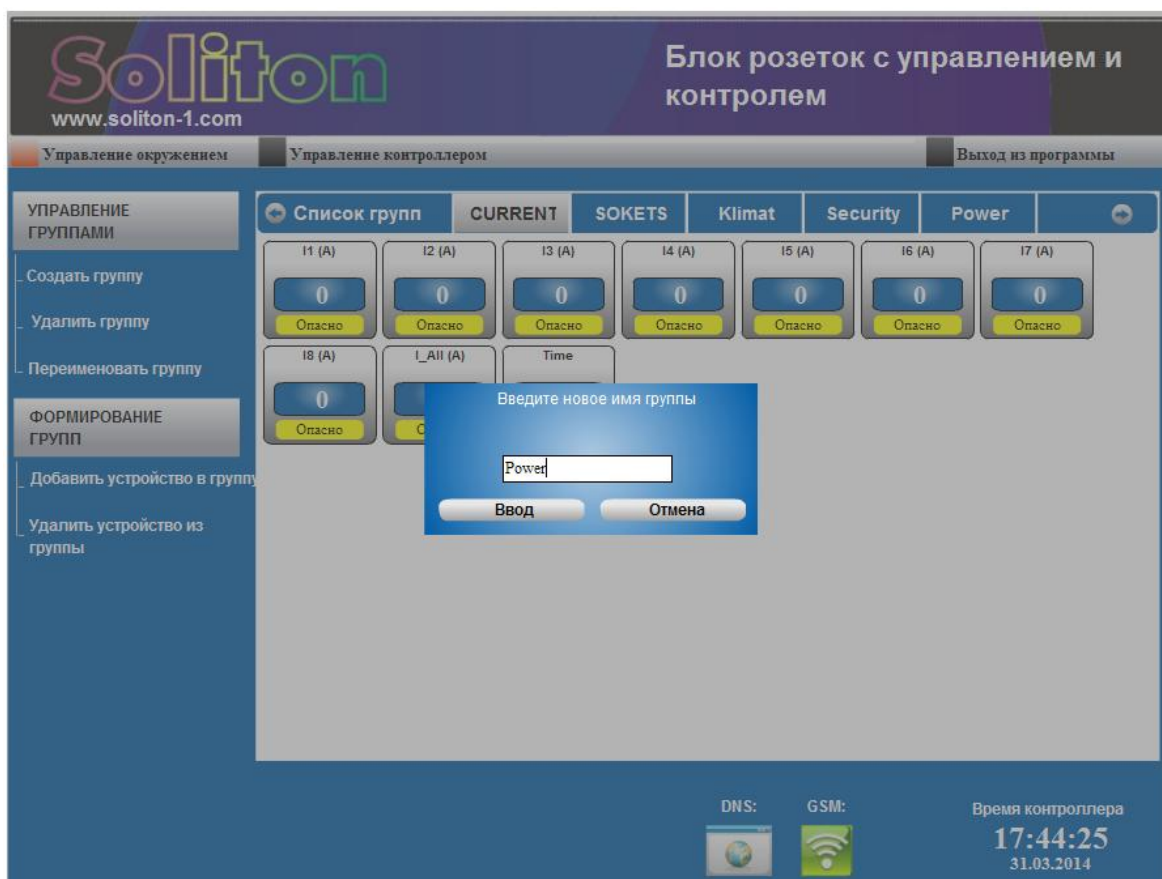 Soliton
www.soliton-1.com
Блок розеток с управлением и
контролем
Управление окружением
Управление контроллером
Выход из программы
УПРАВЛЕНИЕ
ГРУППАМИ
Создать группу
Удалить группу
Переименовать группу
ФОРМИРОВАНИЕ
ГРУПП
Добавить устройство в группу
Удалить устройство из
группы
Список групп CURRENT SOKETS Klimat Security Power
I1 (A) I2 (A) I3 (A) I4 (A) I5 (A) I6 (A) I7 (A)
0 0 0 0 0 0 0
Опасно Опасно Опасно Опасно Опасно Опасно Опасно
I8 (A) I_All (A) Time
0
Опасно
Введите новое имя группы
Power
Ввод Отмена
DNS: GSM:
Время контроллера
17:44:25
31.03.2014